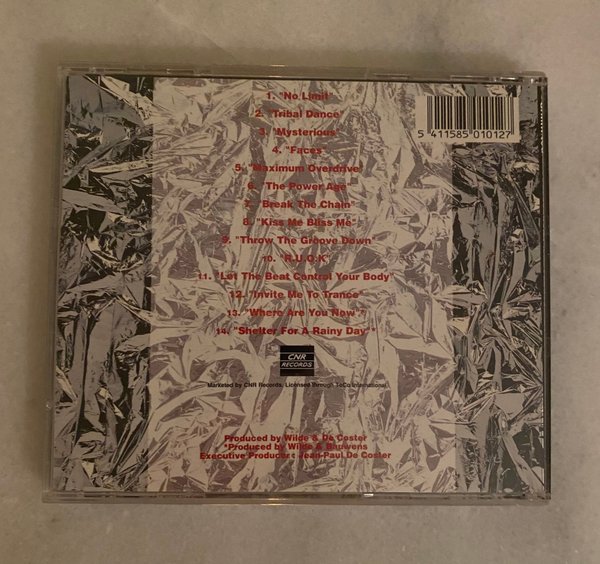 1. "No Limit"
2. "Tribal Dance"
3. "Mysterious"
4. "Faces"
5. "Maximum Overdrive"
6. "The Power Age"
7. "Break The Chain"
8. "Kiss Me Bliss Me"
9. "Throw The Groove Down"
10. "R.U.O.K"
11. "Let The Beat Control Your Body"
12. "Invite Me To Trance"
13. "Where Are You Now"*
14. "Shelter For A Rainy Day"*
5 411585 010127
CNR
RECORDS
Marketed by CNR Records, Licensed Through ToCo International
Produced by Wilde & De Coster
*Produced by Wilde & Bauwens
Executive Producer : Jean-Paul De Coster